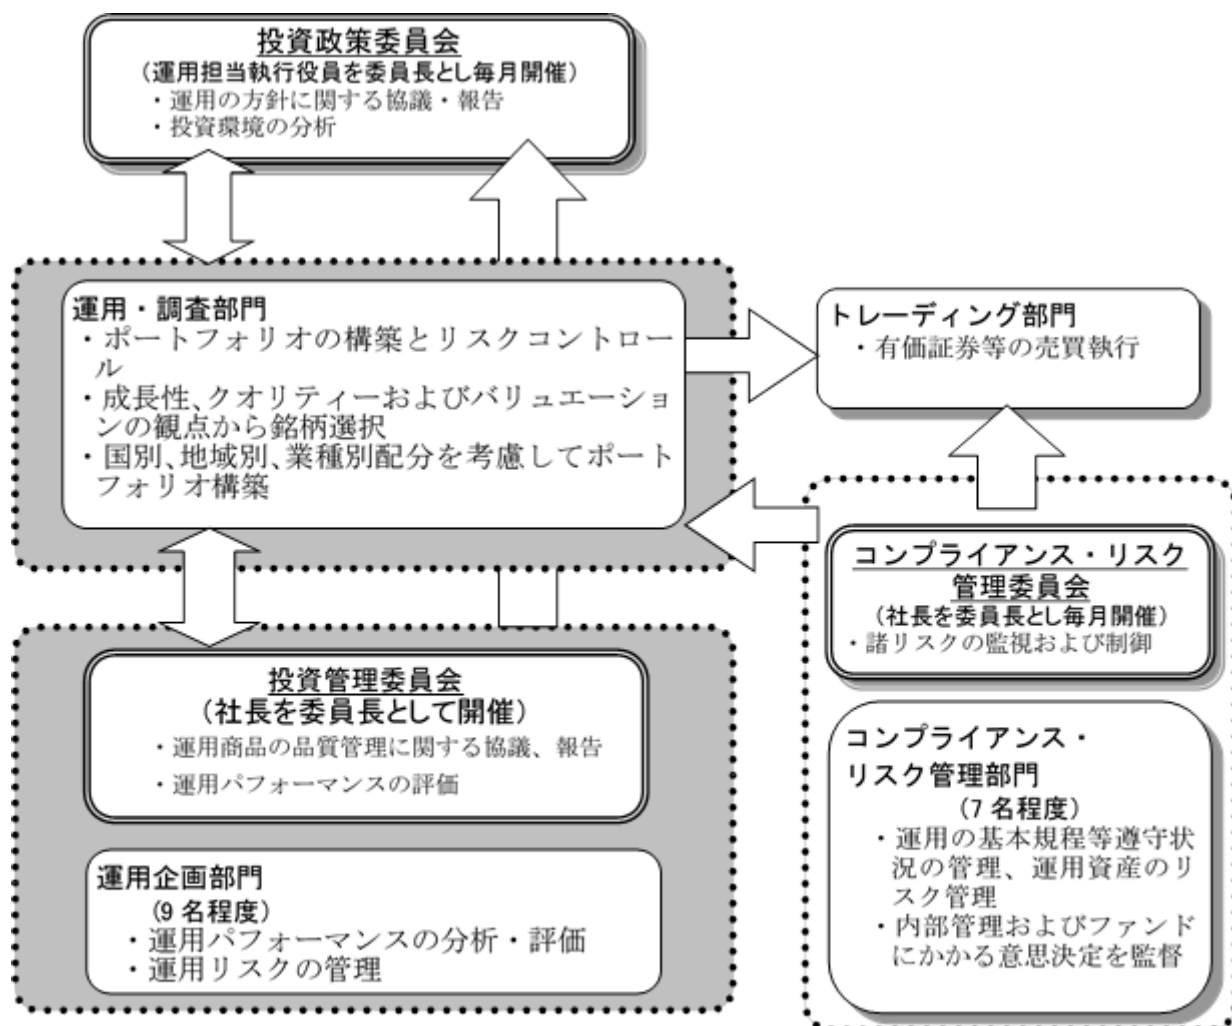 投資政策委員会
(運用担当執行役員を委員長とし毎月開催)
・運用の方針に関する協議・報告
・投資環境の分析
運用・調査部門
・ポートフォリオの構築とリスクコントロー
ル
・成長性、クオリティーおよびバリュエーショ
ンの観点から銘柄選択
・国別、地域別、業種別配分を考慮してポート
フォリオ構築
トレーディング部門
・有価証券等の売買執行
投資管理委員会
(社長を委員長として開催)
・運用商品の品質管理に関する協議、報告
・運用パフォーマンスの評価
運用企画部門
(9 名程度)
・運用パフォーマンスの分析・評価
・運用リスクの管理
コンプライアンス・リスク
管理委員会
(社長を委員長とし毎月開催)
・諸リスクの監視および制御
コンプライアンス・
リスク管理部門
(7 名程度)
・運用の基本規程等遵守状
況の管理、運用資産のリ
スク管理
・内部管理およびファンド
にかかる意思決定を監督